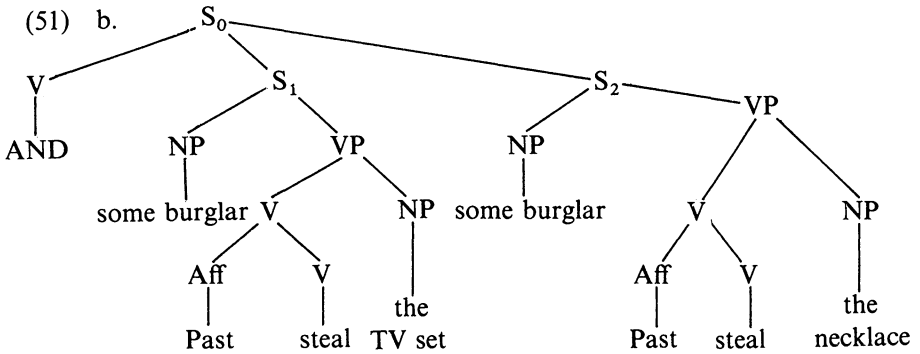 (51) b. S₀
V S₁ S₂ VP
AND NP VP NP
some burglar V NP some burglar V NP
Aff V Aff V
Past steal the TV set Past steal the necklace